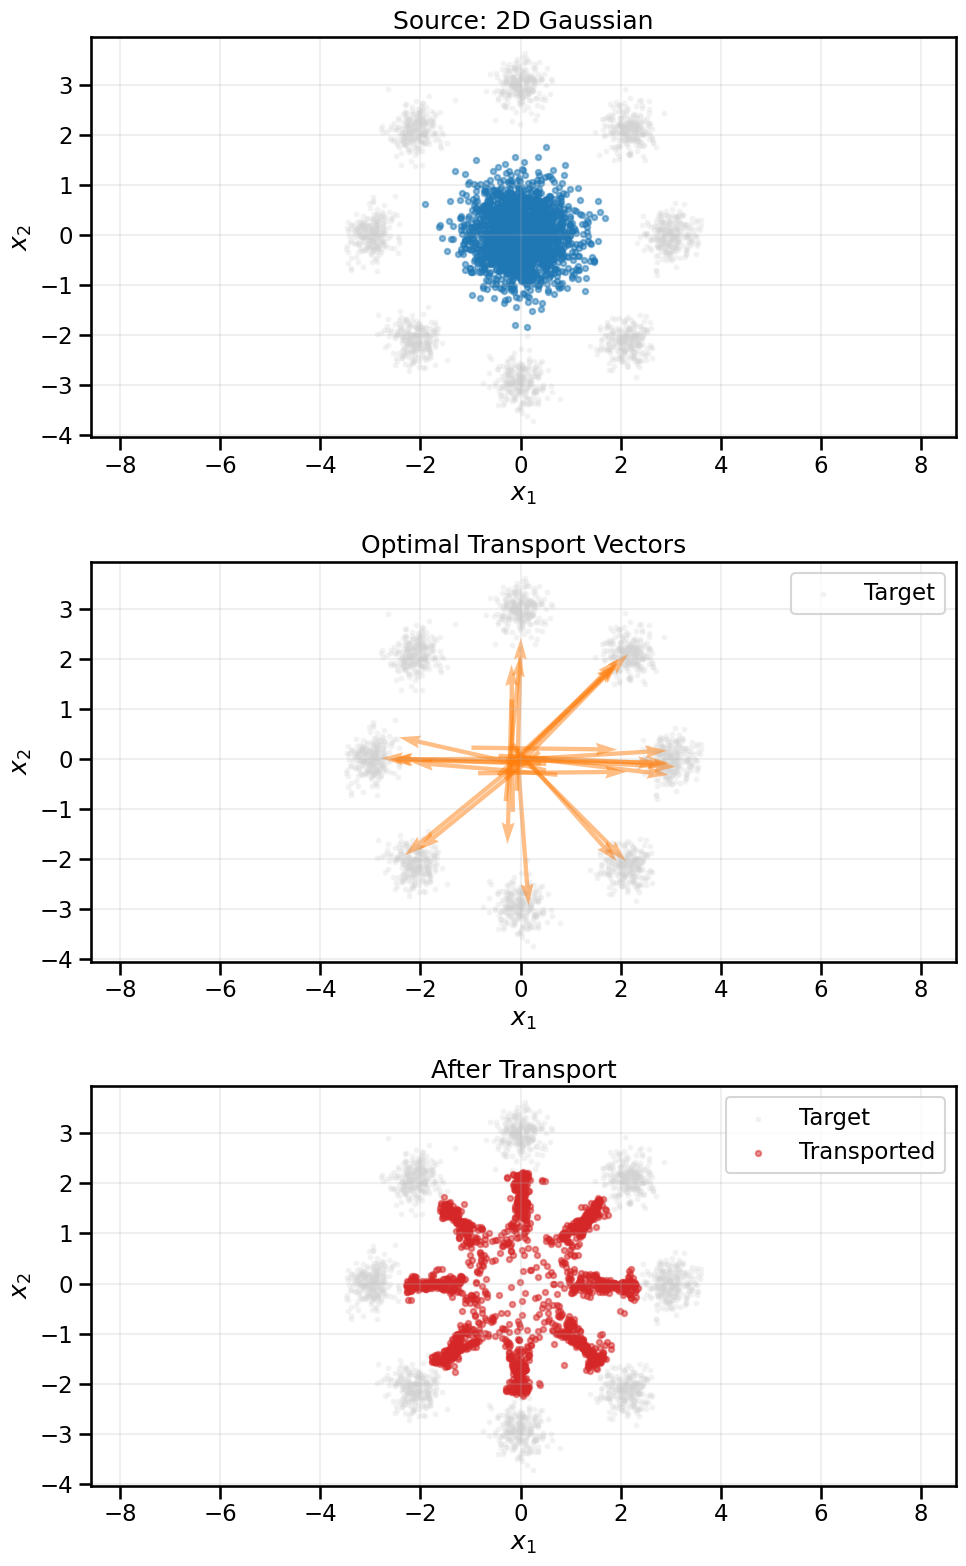 Source: 2D Gaussian
3
2
1
0
−1
−2
−3
−4
x₂
−8 −6 −4 −2 0 2 4 6 8
x₁
Optimal Transport Vectors
Target
3
2
1
0
−1
−2
−3
−4
x₂
−8 −6 −4 −2 0 2 4 6 8
x₁
After Transport
Target
Transported
3
2
1
0
−1
−2
−3
−4
x₂
−8 −6 −4 −2 0 2 4 6 8
x₁